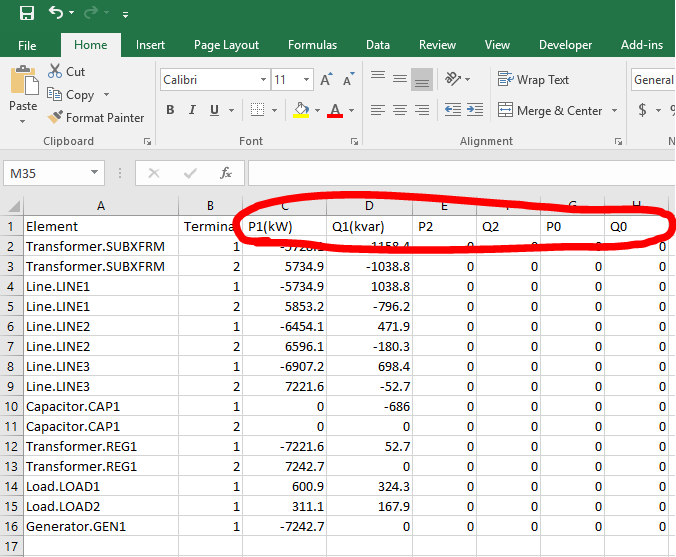 File Home Insert Page Layout Formulas Data Review View Developer Add-ins
Cut
Copy
Format Painter
Paste
Calibri 11 A A
B I U A
Wrap Text
Merge & Center
General
$ %
Clipboard Font Alignment
M35 fx
A B C D E F G H
1 Element Termina P1(kW) Q1(kvar) P2 Q2 P0 Q0
2 Transformer.SUBXFRM 1 0 0 0 0
3 Transformer.SUBXFRM 2 5734.9 -1038.8 0 0 0 0
4 Line.LINE1 1 -5734.9 1038.8 0 0 0 0
5 Line.LINE1 2 5853.2 -796.2 0 0 0 0
6 Line.LINE2 1 -6454.1 471.9 0 0 0 0
7 Line.LINE2 2 6596.1 -180.3 0 0 0 0
8 Line.LINE3 1 -6907.2 698.4 0 0 0 0
9 Line.LINE3 2 7221.6 -52.7 0 0 0 0
10 Capacitor.CAP1 1 0 -686 0 0 0 0
11 Capacitor.CAP1 2 0 0 0 0 0 0
12 Transformer.REG1 1 -7221.6 52.7 0 0 0 0
13 Transformer.REG1 2 7242.7 0 0 0 0 0
14 Load.LOAD1 1 600.9 324.3 0 0 0 0
15 Load.LOAD2 1 311.1 167.9 0 0 0 0
16 Generator.GEN1 1 -7242.7 0 0 0 0 0
17